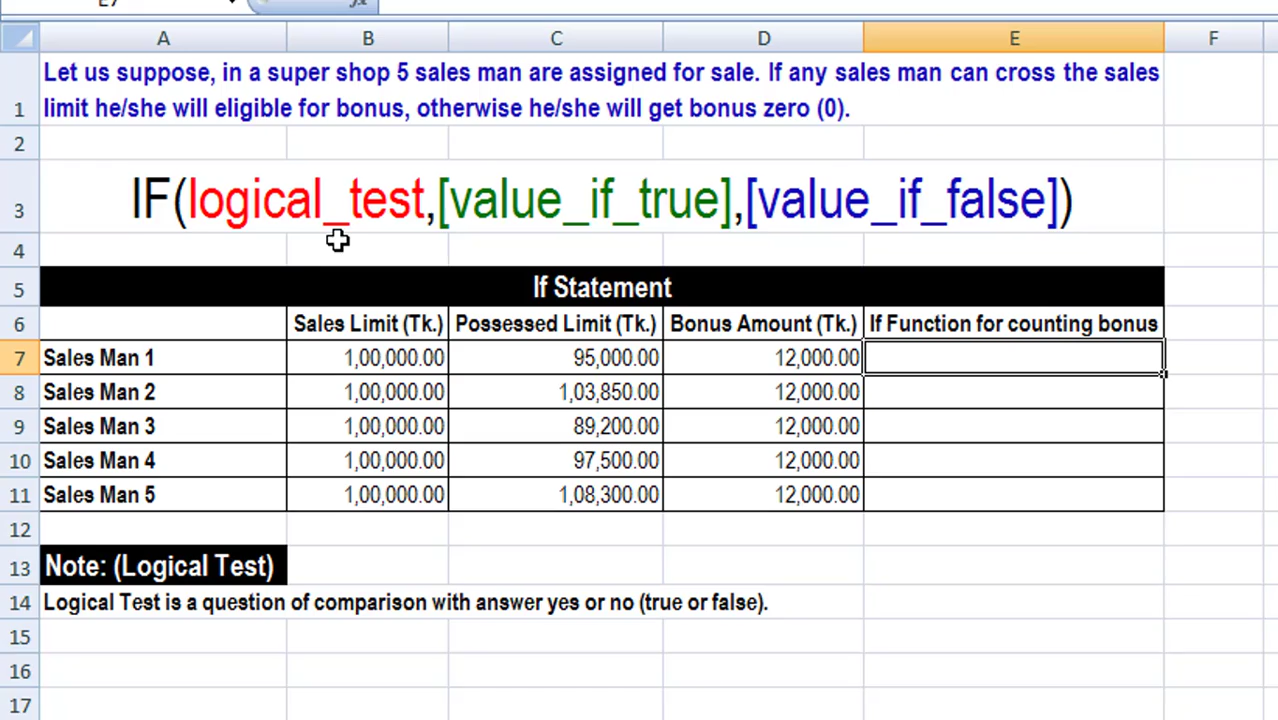 E7 fx
A B C D E F
1 Let us suppose, in a super shop 5 sales man are assigned for sale. If any sales man can cross the sales
limit he/she will eligible for bonus, otherwise he/she will get bonus zero (0).
2
3 IF(logical_test,[value_if_true],[value_if_false])
4
5 If Statement
6 Sales Limit (Tk.) Possessed Limit (Tk.) Bonus Amount (Tk.) If Function for counting bonus
7 Sales Man 1 1,00,000.00 95,000.00 12,000.00
8 Sales Man 2 1,00,000.00 1,03,850.00 12,000.00
9 Sales Man 3 1,00,000.00 89,200.00 12,000.00
10 Sales Man 4 1,00,000.00 97,500.00 12,000.00
11 Sales Man 5 1,00,000.00 1,08,300.00 12,000.00
12
13 Note: (Logical Test)
14 Logical Test is a question of comparison with answer yes or no (true or false).
15
16
17